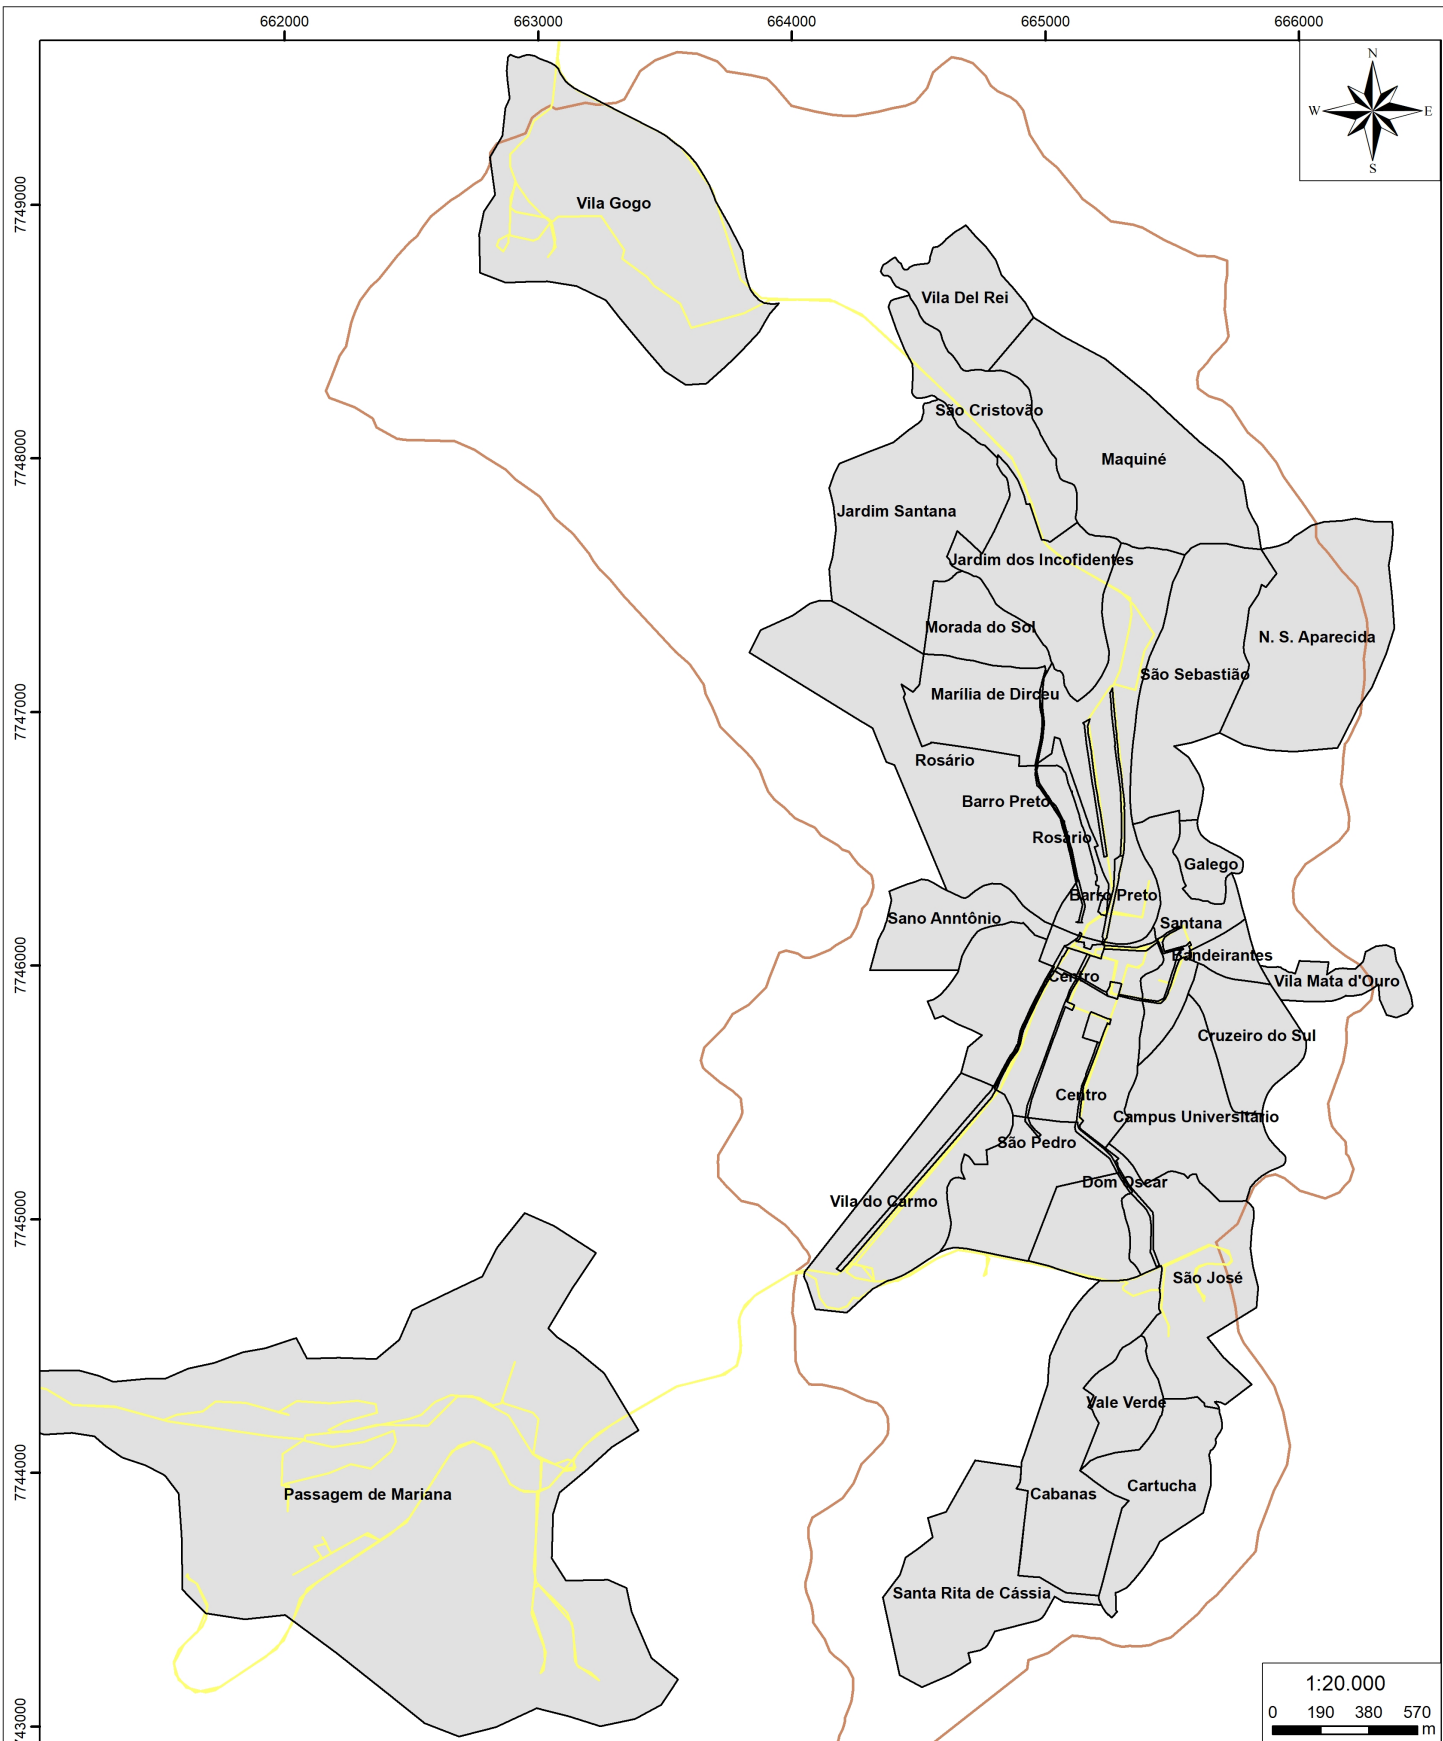 662000 663000 664000 665000 666000
N
W E
S
7749000
Vila Gogo
Vila Del Rei
São Cristovão
7748000
Maquiné
Jardim Santana
Jardim dos Incofidentes
Morada do Sol
N. S. Aparecida
São Sebastião
Marília de Dirceu
7747000
Rosário
Barro Preto
Rosário
Galego
Barro Preto
Sano Anntônio
Santana
7746000
Bandeirantes
Centro
Vila Mata d'Ouro
Cruzeiro do Sul
Centro
Campus Universitário
São Pedro
Dom Oscar
Vila do Carmo
7745000
São José
Vale Verde
7744000
Cartucha
Cabanas
Passagem de Mariana
Santa Rita de Cássia
1:20.000
0 190 380 570
m
43000